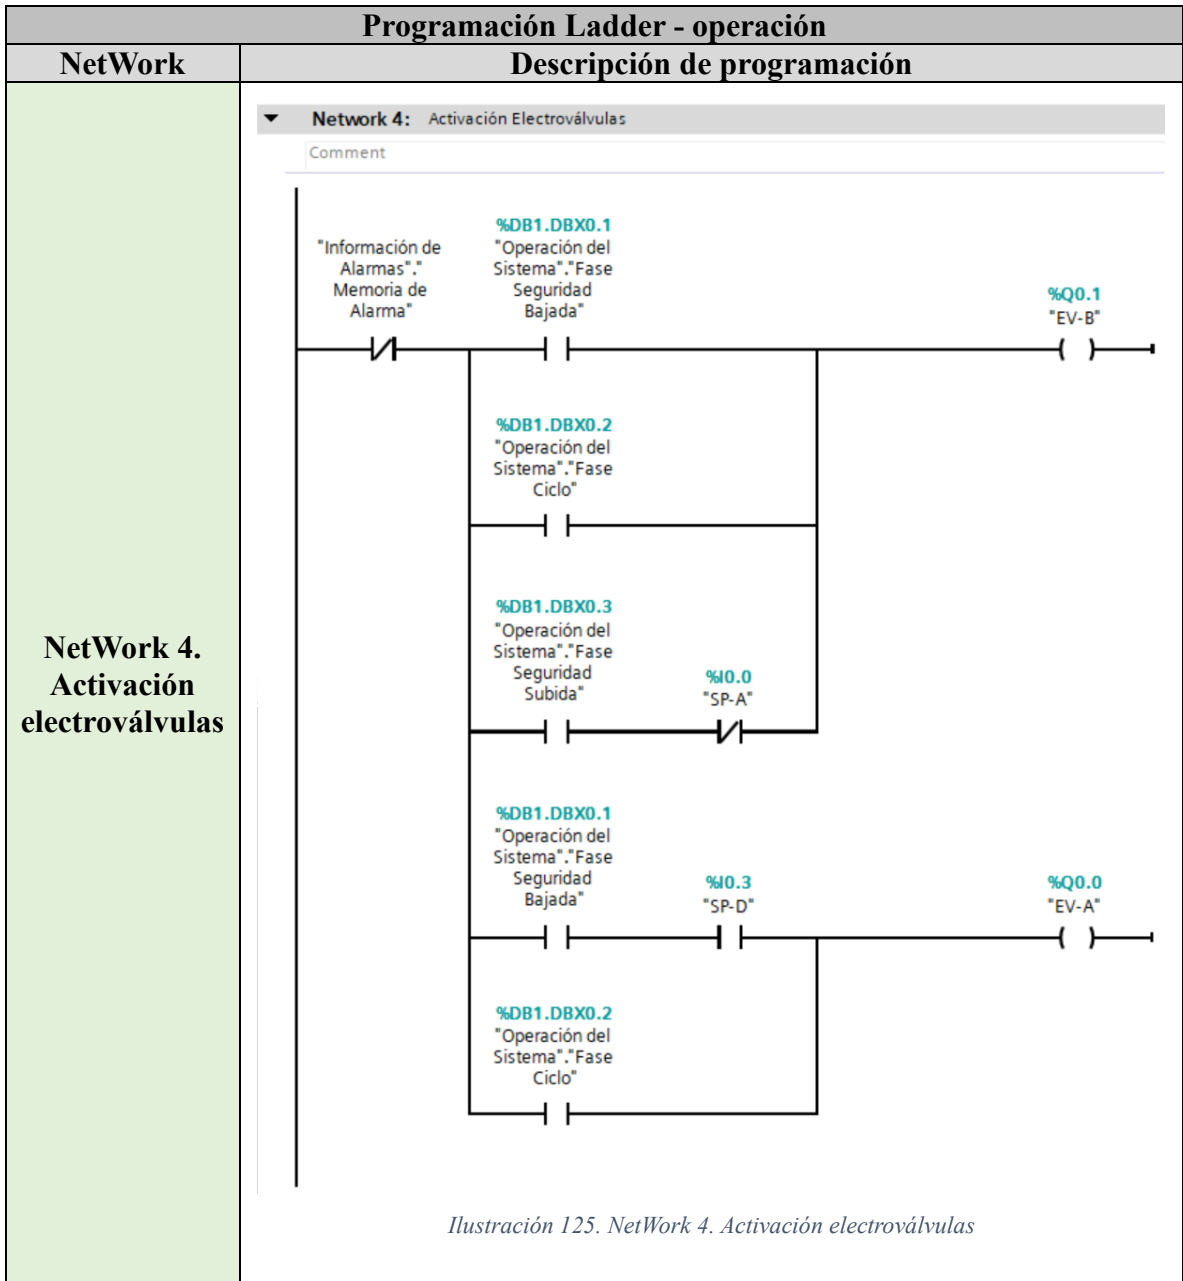 Programación Ladder - operación
NetWork
Descripción de programación
NetWork 4.
Activación
electroválvulas
Network 4: Activación Electroválvulas
Comment
"Información de
Alarmas"."
Memoria de
Alarma"
%DB1.DBX0.1
"Operación del
Sistema"."Fase
Seguridad
Bajada"
%Q0.1
"EV-B"
%DB1.DBX0.2
"Operación del
Sistema"."Fase
Ciclo"
%DB1.DBX0.3
"Operación del
Sistema"."Fase
Seguridad
Subida"
%I0.0
"SP-A"
%DB1.DBX0.1
"Operación del
Sistema"."Fase
Seguridad
Bajada"
%I0.3
"SP-D"
%Q0.0
"EV-A"
%DB1.DBX0.2
"Operación del
Sistema"."Fase
Ciclo"
Ilustración 125. NetWork 4. Activación electroválvulas